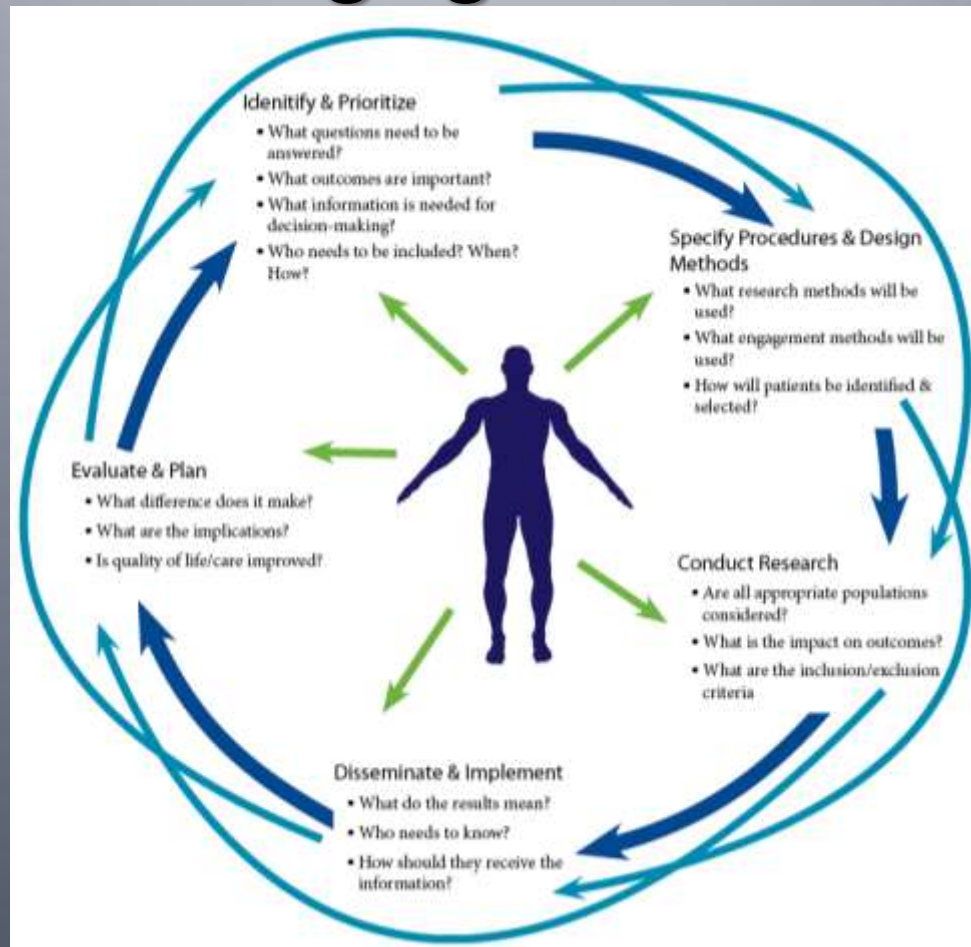 Idenitify & Prioritize
• What questions need to be
answered?
• What outcomes are important?
• What information is needed for
decision-making?
• Who needs to be included? When?
How?
Specify Procedures & Design
Methods
• What research methods will be
used?
• What engagement methods will be
used?
• How will patients be identified &
selected?
Conduct Research
• Are all appropriate populations
considered?
• What is the impact on outcomes?
• What are the inclusion/exclusion
criteria
Disseminate & Implement
• What do the results mean?
• Who needs to know?
• How should they receive the
information?
Evaluate & Plan
• What difference does it make?
• What are the implications?
• Is quality of life/care improved?